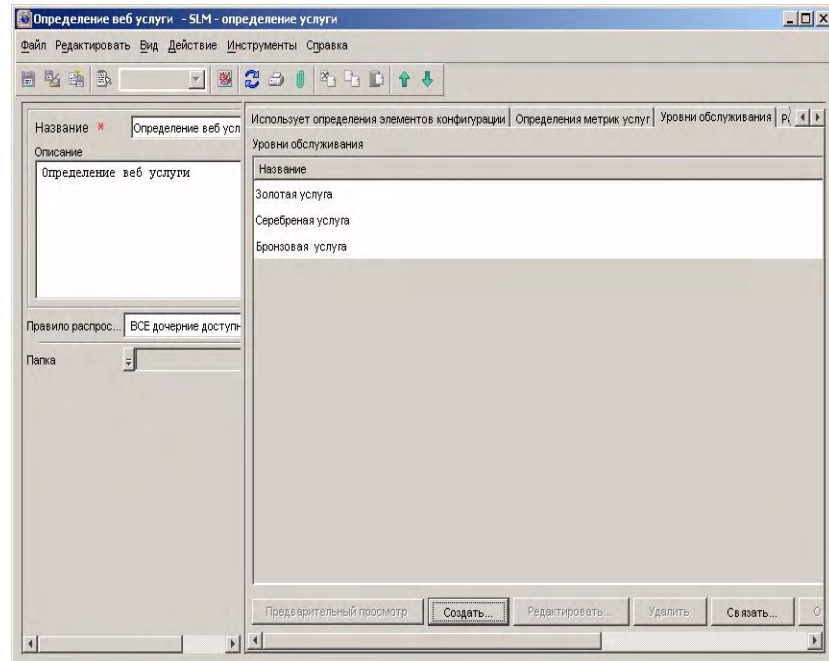 Определение веб услуги - SLM - определение услуги
Файл Редактировать Вид Действие Инструменты Справка
Название *
Определение веб усл
Описание
Определение веб услуги
Правило распрос...
ВСЕ дочерние доступн
Папка
Использует определения элементов конфигурации
Определения метрик услуг
Уровни обслуживания
Уровни обслуживания
Название
Золотая услуга
Серебреная услуга
Бронзовая услуга
Предварительный просмотр
Создать...
Редактировать...
Удалить
Связать...